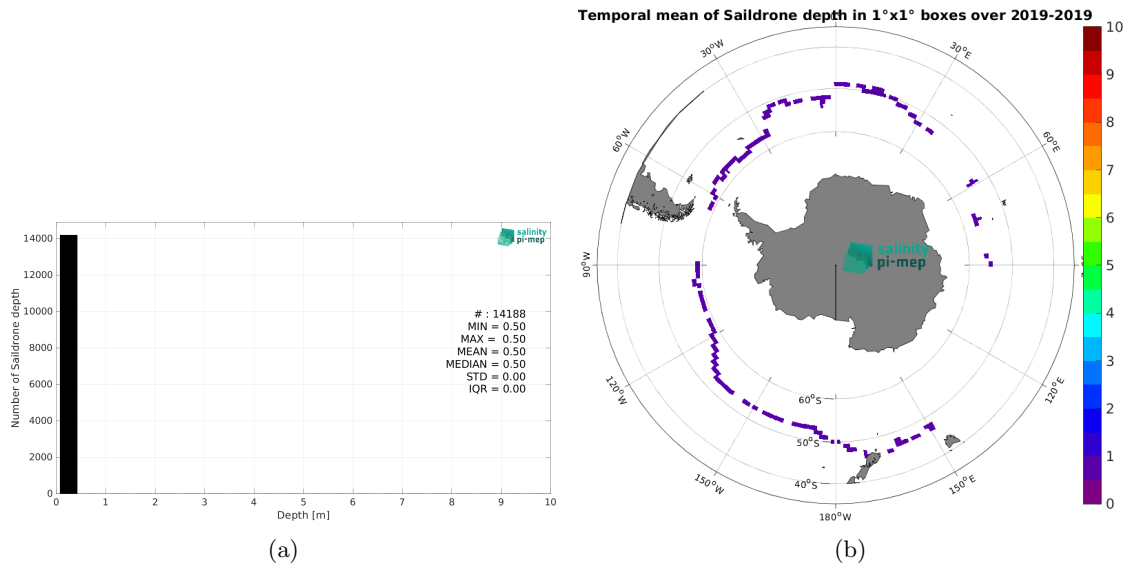 Temporal mean of Saildrone depth in 1°x1° boxes over 2019-2019
30°W
30°E
60°W
60°E
90°W
120°W
120°E
150°W
150°E
180°W
60°S
50°S
40°S
salinity
pi-mep
10
9
8
7
6
5
4
3
2
1
0
14000
12000
10000
8000
6000
4000
2000
0
Number of Saildrone depth
salinity
pi-mep
# : 14188
MIN = 0.50
MAX = 0.50
MEAN = 0.50
MEDIAN = 0.50
STD = 0.00
IQR = 0.00
0 1 2 3 4 5 6 7 8 9 10
Depth [m]
(a)
(b)